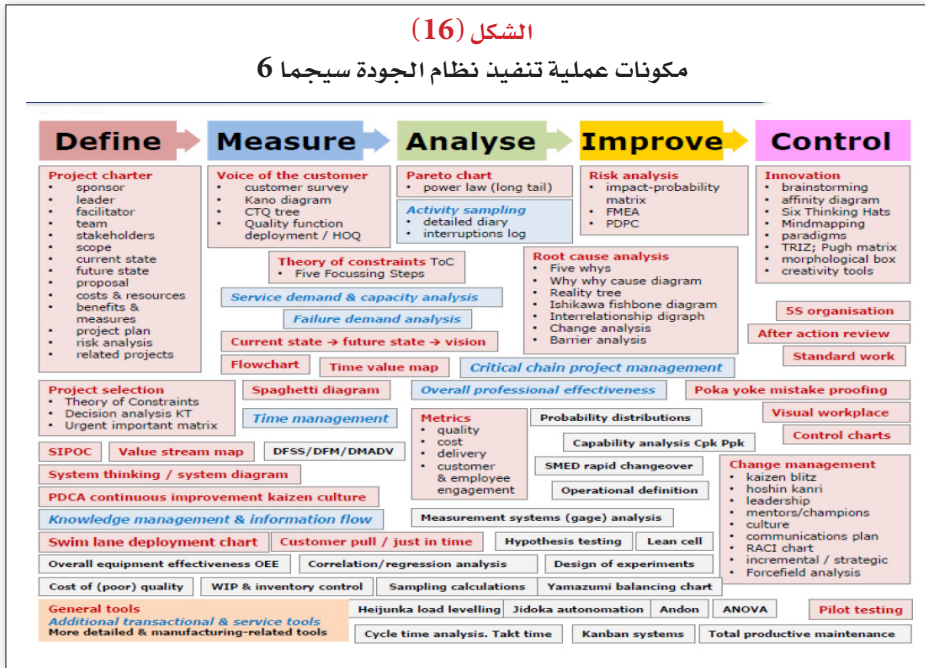 الشكل (16)
مكونات عملية تنفيذ نظام الجودة سيجما 6
Define
Measure
Analyse
Improve
Control
Project charter
• sponsor
• leader
• facilitator
• team
• stakeholders
• scope
• current state
• future state
• proposal
• costs & resources
• benefits &
measures
• project plan
• risk analysis
• related projects
Voice of the customer
• customer survey
• Kano diagram
• CTQ tree
• Quality function
deployment / HOQ
Pareto chart
• power law (long tail)
Activity sampling
• detailed diary
• interruptions log
Risk analysis
• impact-probability
matrix
• FMEA
• PDPC
Innovation
• brainstorming
• affinity diagram
• Six Thinking Hats
• Mindmapping
• paradigms
• TRIZ; Pugh matrix
• morphological box
• creativity tools
Theory of constraints ToC
• Five Focussing Steps
Root cause analysis
• Five whys
• Why why cause diagram
• Reality tree
• Ishikawa fishbone diagram
• Interrelationship digraph
• Change analysis
• Barrier analysis
Service demand & capacity analysis
Failure demand analysis
5S organisation
Current state → future state → vision
After action review
Flowchart
Time value map
Critical chain project management
Standard work
Project selection
• Theory of Constraints
• Decision analysis KT
• Urgent important matrix
Spaghetti diagram
Overall professional effectiveness
Poka yoke mistake proofing
Time management
Metrics
• quality
• cost
• delivery
• customer
& employee
engagement
Probability distributions
Visual workplace
Capability analysis Cpk Ppk
Control charts
SIPOC
Value stream map
DFSS/DFM/DMADV
SMED rapid changeover
Change management
• kaizen blitz
• hoshin kanri
• leadership
• mentors/champions
• culture
• communications plan
• RACI chart
• incremental / strategic
• Forcefield analysis
System thinking / system diagram
Operational definition
PDCA continuous improvement kaizen culture
Knowledge management & information flow
Measurement systems (gage) analysis
Swim lane deployment chart
Customer pull / just in time
Hypothesis testing
Lean cell
Overall equipment effectiveness OEE
Correlation/regression analysis
Design of experiments
Cost of (poor) quality
WIP & inventory control
Sampling calculations
Yamazumi balancing chart
General tools
Additional transactional & service tools
More detailed & manufacturing-related tools
Heijunka load levelling
Jidoka autonomation
Andon
ANOVA
Pilot testing
Cycle time analysis. Takt time
Kanban systems
Total productive maintenance